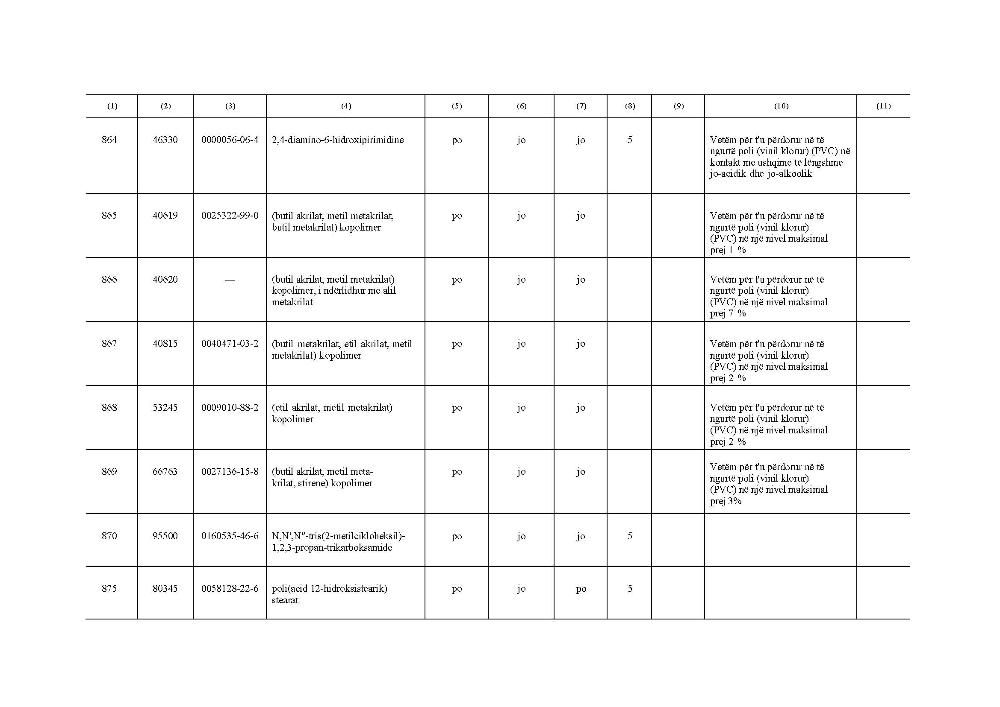 (1) (2) (3) (4) (5) (6) (7) (8) (9) (10) (11)
864 46330 0000056-06-4 2,4-diamino-6-hidroxipirimidine po jo jo 5 Vetëm për t'u përdorur në të
ngurtë poli (vinil klorur) (PVC) në
kontakt me ushqime të lëngshme
jo-acidik dhe jo-alkoolik
865 40619 0025322-99-0 (butil akrilat, metil metakrilat, po jo jo Vetëm për t'u përdorur në të
butil metakrilat) kopolimer ngurtë poli (vinil klorur)
(PVC) në një nivel maksimal
prej 1 %
866 40620 — (butil akrilat, metil metakrilat) po jo jo Vetëm për t'u përdorur në të
kopolimer, i ndërlidhur me alil ngurtë poli (vinil klorur)
metakrilat (PVC) në një nivel maksimal
prej 7 %
867 40815 0040471-03-2 (butil metakrilat, etil akrilat, metil po jo jo Vetëm për t'u përdorur në të
metakrilat) kopolimer ngurtë poli (vinil klorur)
(PVC) në një nivel maksimal
prej 2 %
868 53245 0009010-88-2 (etil akrilat, metil metakrilat) po jo jo Vetëm për t'u përdorur në të
kopolimer ngurtë poli (vinil klorur)
(PVC) në një nivel maksimal
prej 2 %
869 66763 0027136-15-8 (butil akrilat, metil meta- po jo jo Vetëm për t'u përdorur në të
krilat, stirene) kopolimer ngurtë poli (vinil klorur)
(PVC) në një nivel maksimal
prej 3%
870 95500 0160535-46-6 N,N′,N″-tris(2-metilcikloheksil)- po jo jo 5
1,2,3-propan-trikarboksamide
875 80345 0058128-22-6 poli(acid 12-hidroksistearik) po jo po 5
stearat